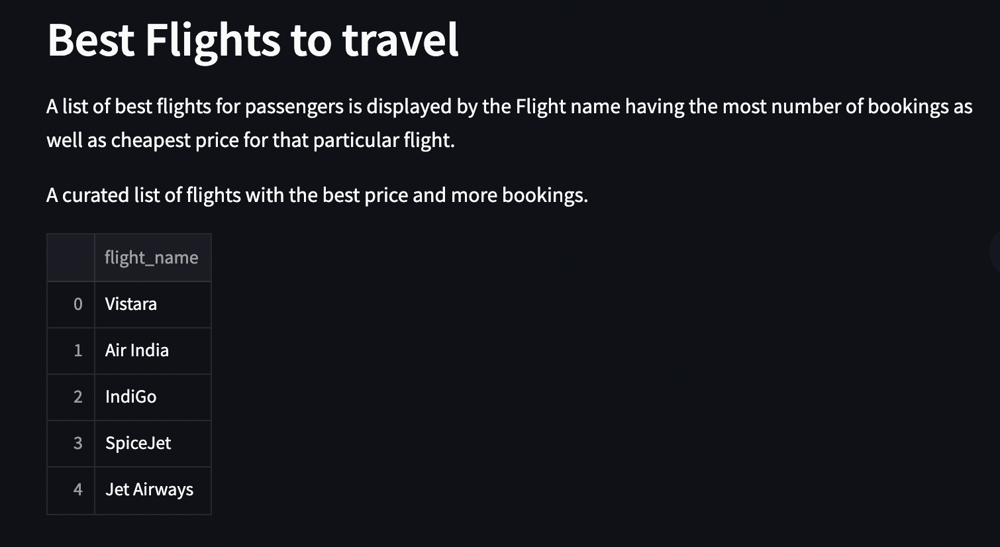 Best Flights to travel
A list of best flights for passengers is displayed by the Flight name having the most number of bookings as
well as cheapest price for that particular flight.
A curated list of flights with the best price and more bookings.
flight_name
0 Vistara
1 Air India
2 IndiGo
3 SpiceJet
4 Jet Airways